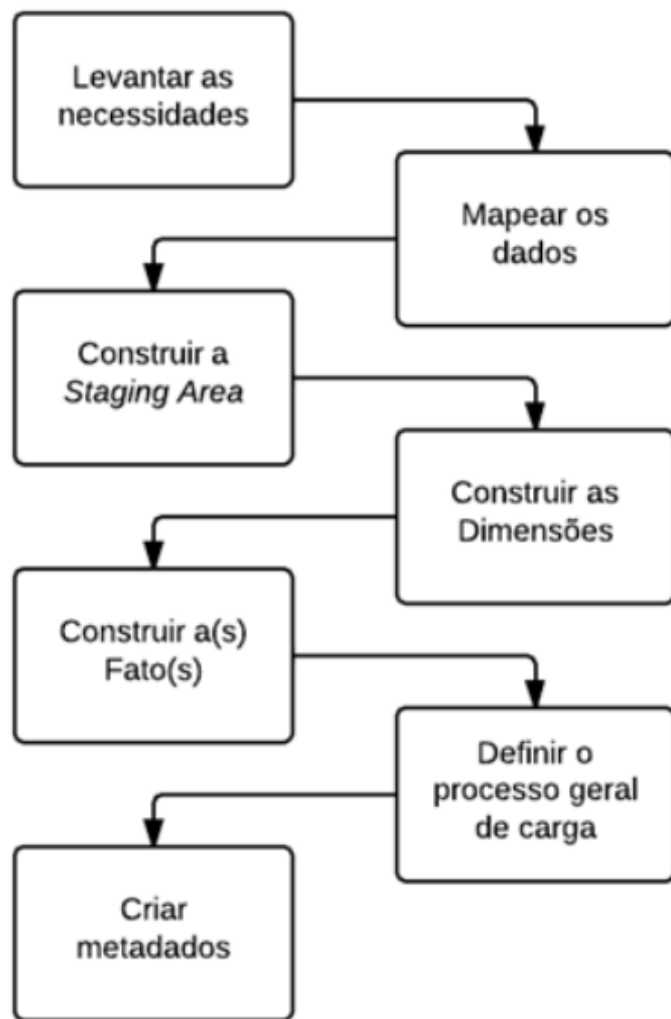 Levantar as
necessidades
Mapear os
dados
Construir a
Staging Area
Construir as
Dimensões
Construir a(s)
Fato(s)
Definir o
processo geral
de carga
Criar
metadados